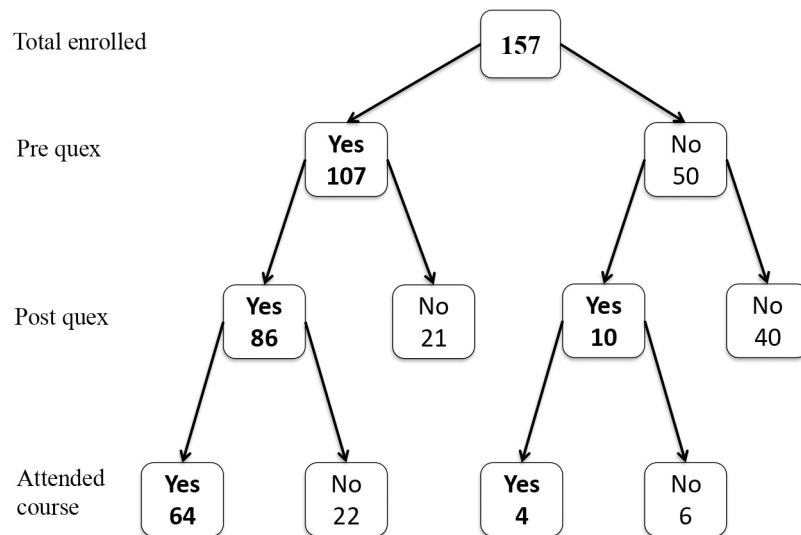 Total enrolled
157
Pre quex
Yes
107
No
50
Post quex
Yes
86
No
21
Yes
10
No
40
Attended
course
Yes
64
No
22
Yes
4
No
6